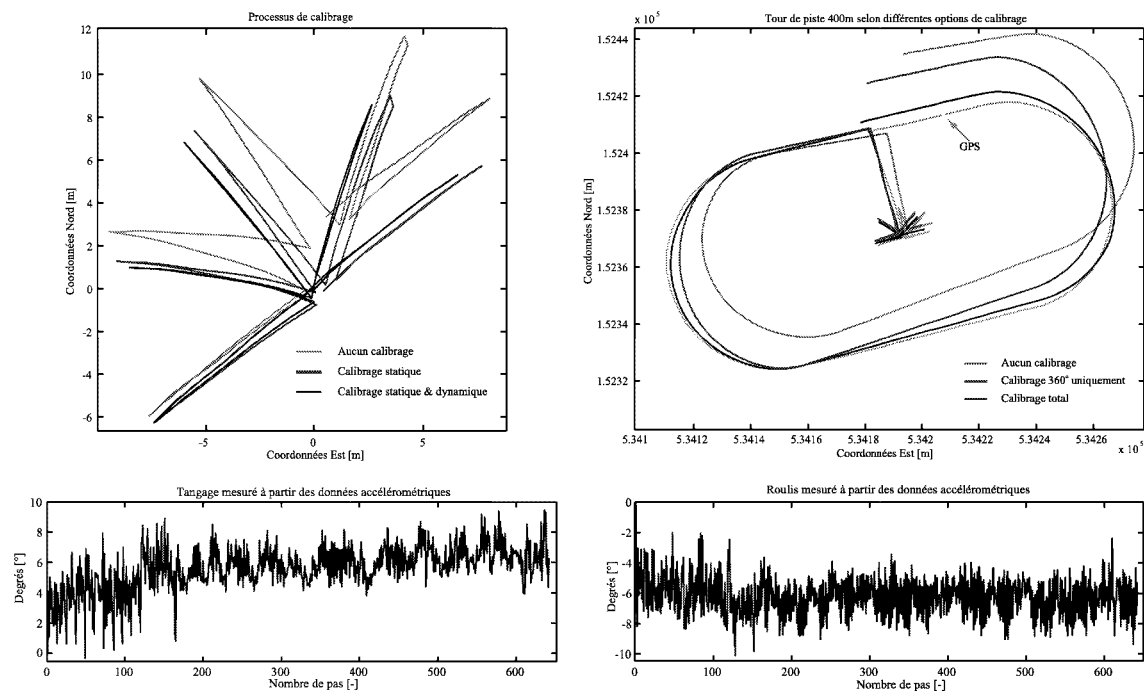 Processus de calibrage
12
10
8
6
4
2
0
-2
-4
-6
Coordonnées Nord [m]
Aucun calibrage
Calibrage statique
Calibrage statique & dynamique
-5
0
5
Coordonnées Est [m]
x 10⁵
Tour de piste 400m selon différentes options de calibrage
1.5244
1.5242
1.524
1.5238
1.5236
1.5234
1.5232
Coordonnées Nord [m]
GPS
Aucun calibrage
Calibrage 360° uniquement
Calibrage total
5.341
5.3412
5.3414
5.3416
5.3418
5.342
5.3422
5.3424
5.3426
x 10⁵
Coordonnées Est [m]
Tangage mesuré à partir des données accélérométriques
10
8
6
4
2
0
Degrés [°]
0
100
200
300
400
500
600
Nombre de pas [-]
Roulis mesuré à partir des données accélérométriques
0
-2
-4
-6
-8
-10
Degrés [°]
0
100
200
300
400
500
600
Nombre de pas [-]